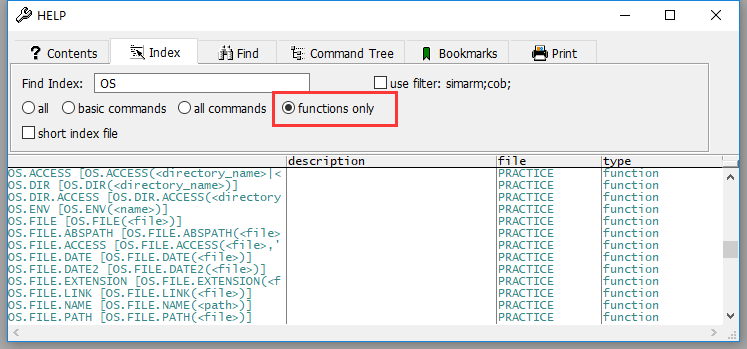 HELP
? Contents
Index
Find
Command Tree
Bookmarks
Print
Find Index: OS
use filter: simarm;cob;
all
basic commands
all commands
functions only
short index file
description file type
OS.ACCESS [OS.ACCESS(<directory_name>|< PRACTICE function
OS.DIR [OS.DIR(<directory_name>)] PRACTICE function
OS.DIR.ACCESS [OS.DIR.ACCESS(<directory PRACTICE function
OS.ENV [OS.ENV(<name>)] PRACTICE function
OS.FILE [OS.FILE(<file>)] PRACTICE function
OS.FILE.ABSPATH [OS.FILE.ABSPATH(<file> PRACTICE function
OS.FILE.ACCESS [OS.FILE.ACCESS(<file>,' PRACTICE function
OS.FILE.DATE [OS.FILE.DATE(<file>)] PRACTICE function
OS.FILE.DATE2 [OS.FILE.DATE2(<file>)] PRACTICE function
OS.FILE.EXTENSION [OS.FILE.EXTENSION(<f PRACTICE function
OS.FILE.LINK [OS.FILE.LINK(<file>)] PRACTICE function
OS.FILE.NAME [OS.FILE.NAME(<path>)] PRACTICE function
OS.FILE.PATH [OS.FILE.PATH(<file>)] PRACTICE function